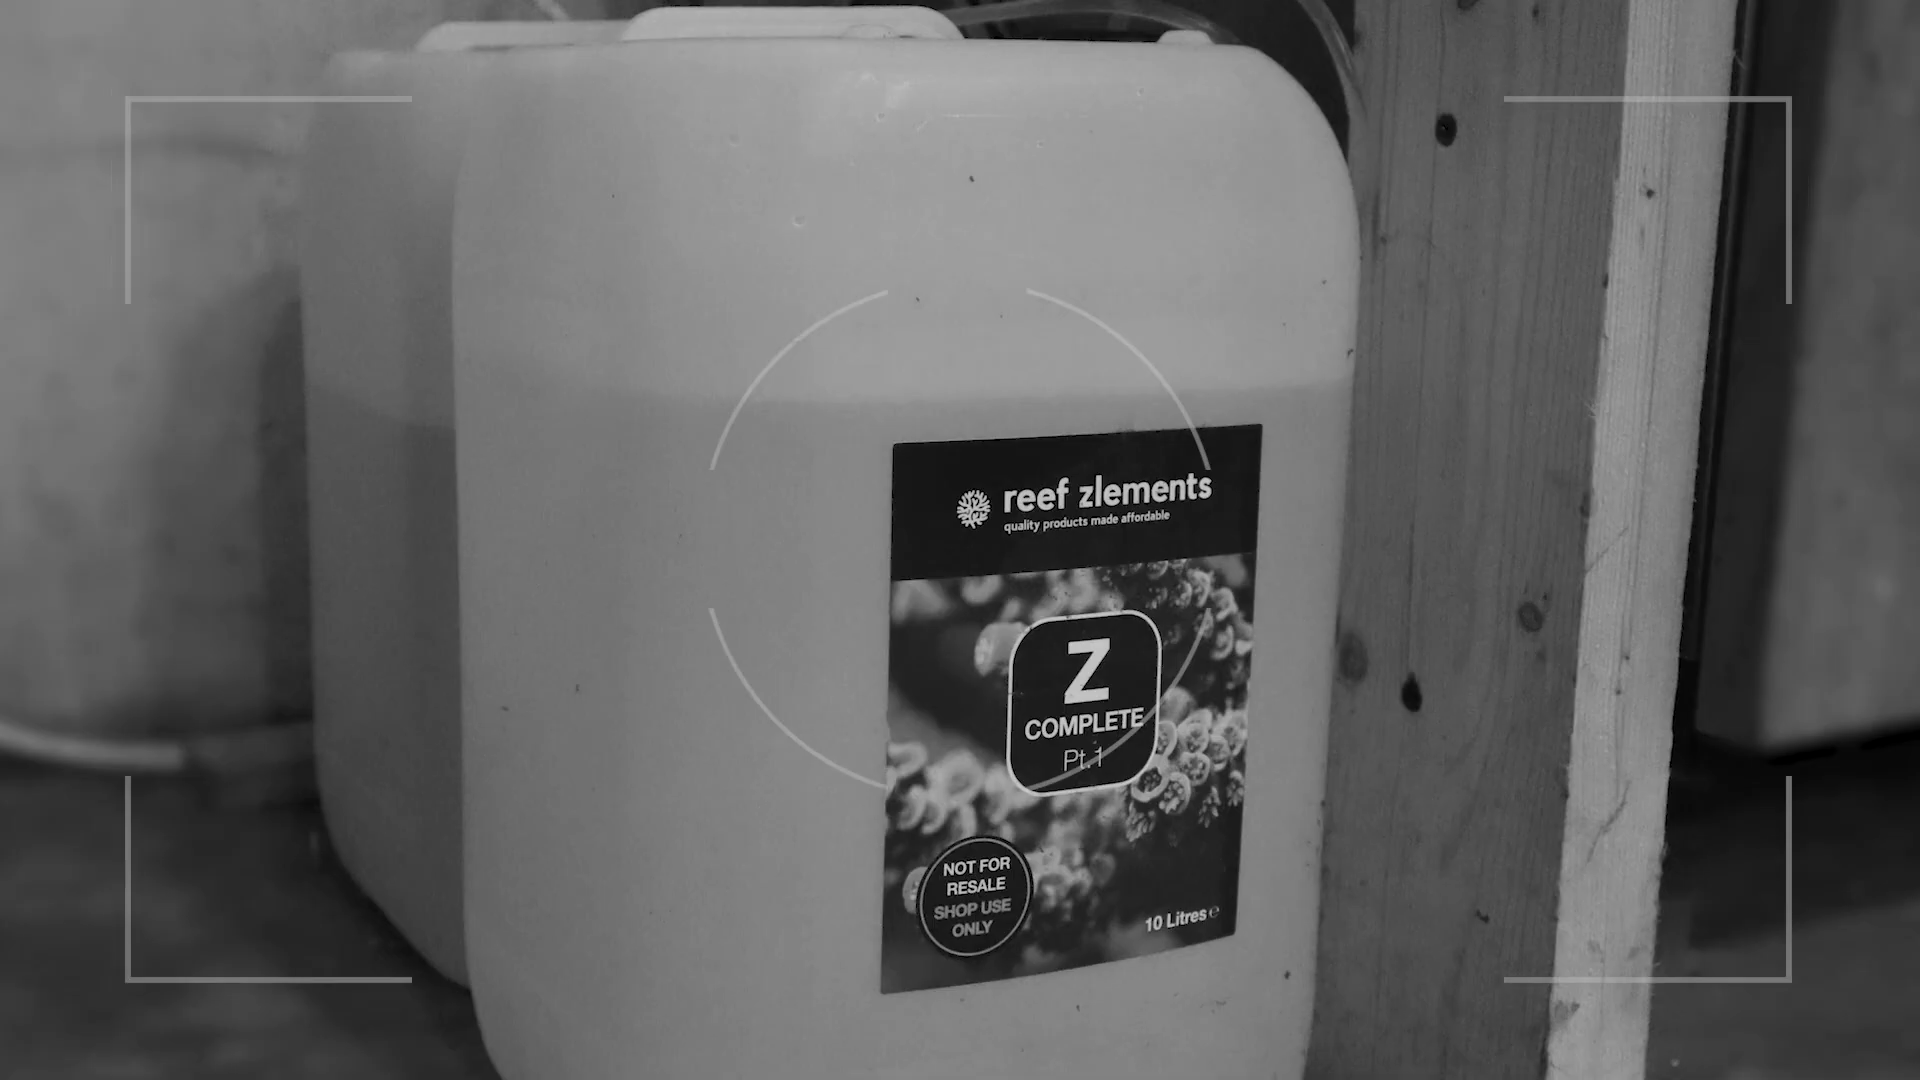 reef zlements
quality products made affordable
Z
COMPLETE
Pt.1
NOT FOR
RESALE
SHOP USE
ONLY
10 Litres℮